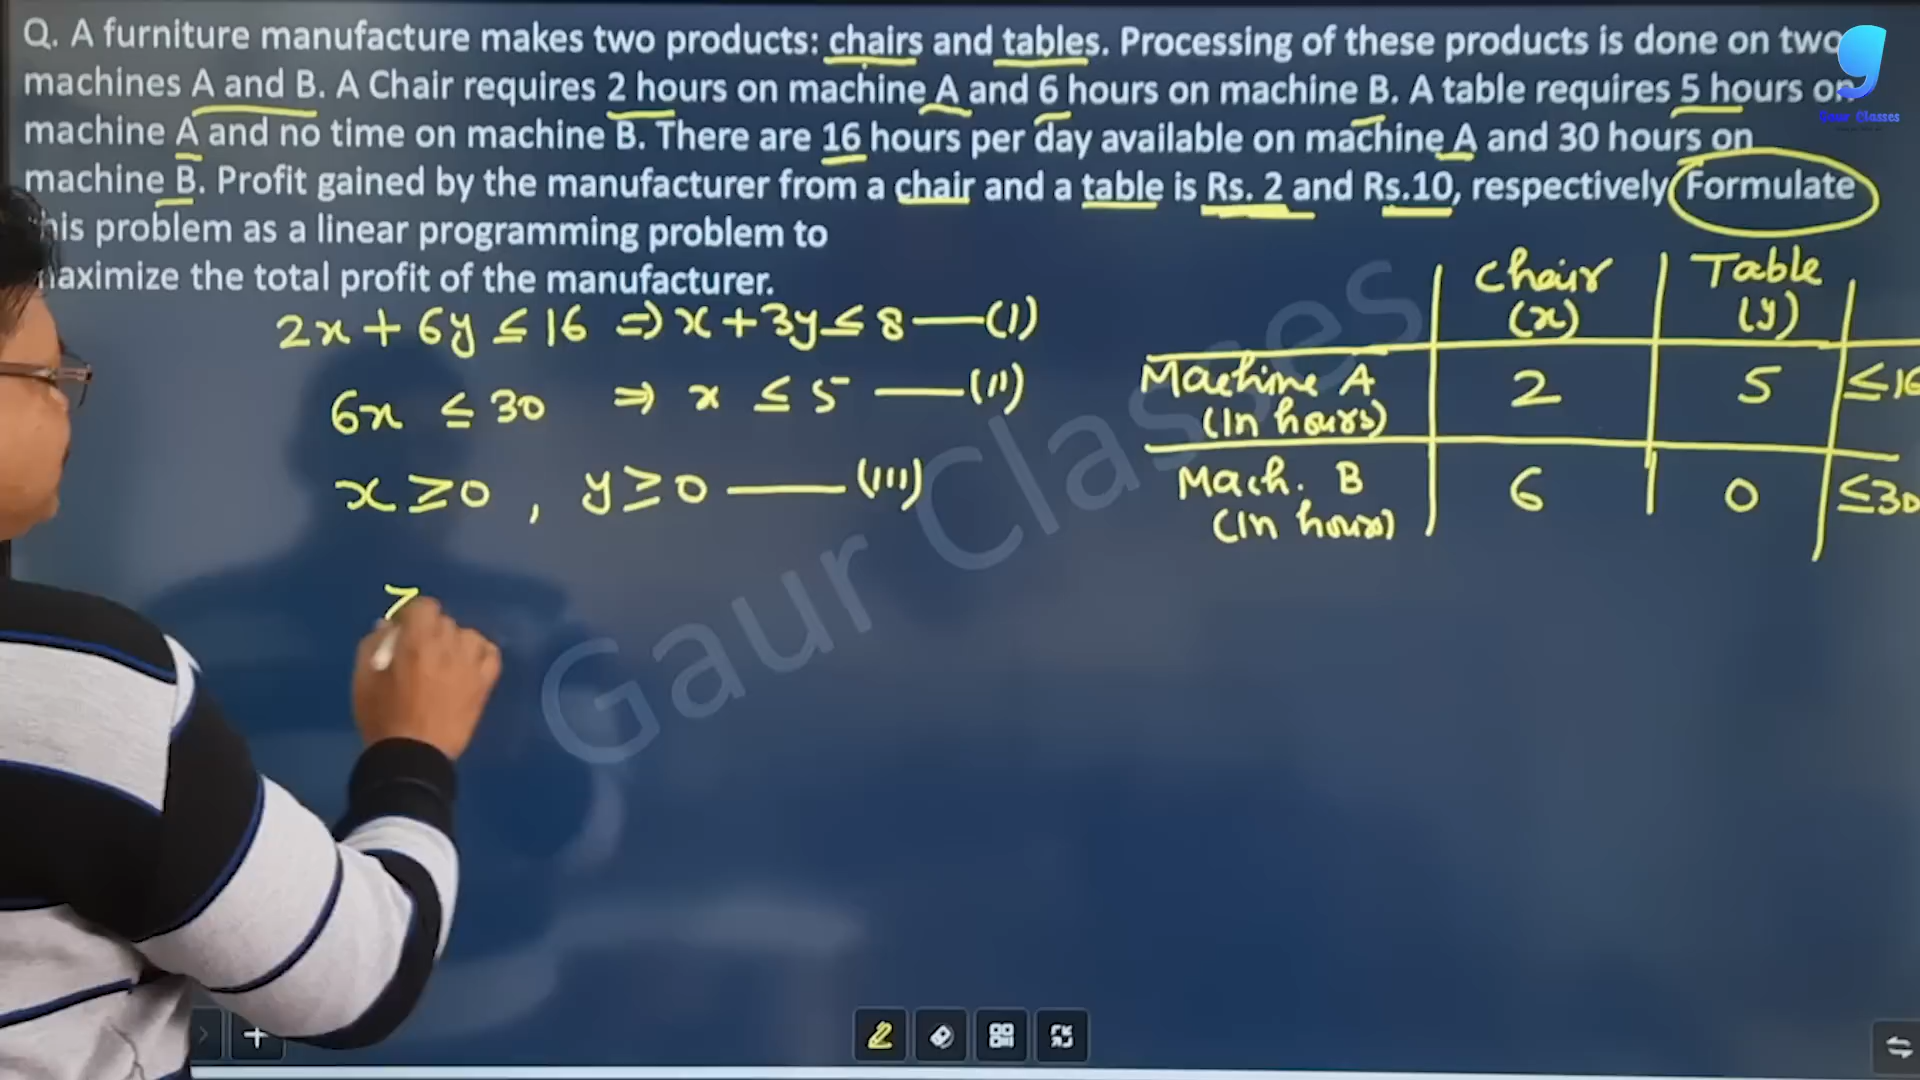 Q. A furniture manufacture makes two products: chairs and tables. Processing of these products is done on two
machines A and B. A Chair requires 2 hours on machine A and 6 hours on machine B. A table requires 5 hours on
machine A and no time on machine B. There are 16 hours per day available on machine A and 30 hours on
machine B. Profit gained by the manufacturer from a chair and a table is Rs. 2 and Rs.10, respectively Formulate
his problem as a linear programming problem to
aximize the total profit of the manufacturer.
2x + 6y ≤ 16 ⇒ x + 3y ≤ 8 — (I)
6x ≤ 30 ⇒ x ≤ 5 — (II)
x ≥ 0 , y ≥ 0 — (III)
Z
Chair Table
(x) (y)
Machine A 2 5 ≤16
(In hours)
Mach. B 6 0 ≤30
(In hours)
Gaur Classes
g
Gaur Classes